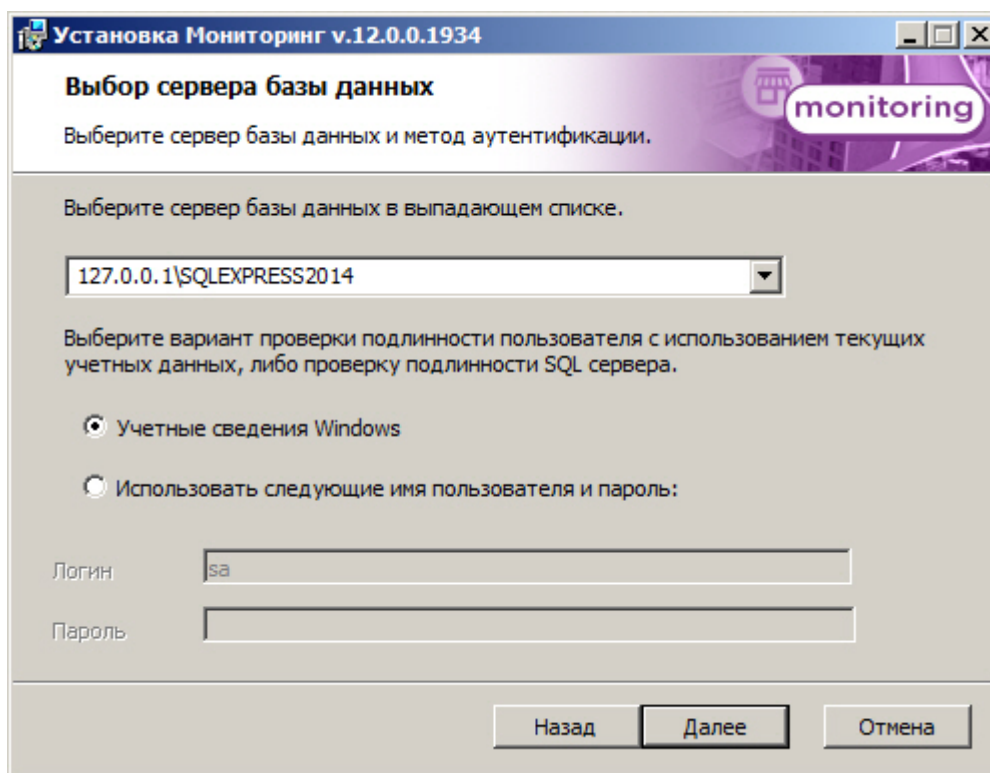 Установка Мониторинг v.12.0.0.1934
Выбор сервера базы данных
Выберите сервер базы данных и метод аутентификации.
monitoring
Выберите сервер базы данных в выпадающем списке.
127.0.0.1\SQLEXPRESS2014
Выберите вариант проверки подлинности пользователя с использованием текущих
учетных данных, либо проверку подлинности SQL сервера.
Учетные сведения Windows
Использовать следующие имя пользователя и пароль:
Логин
sa
Пароль
Назад
Далее
Отмена